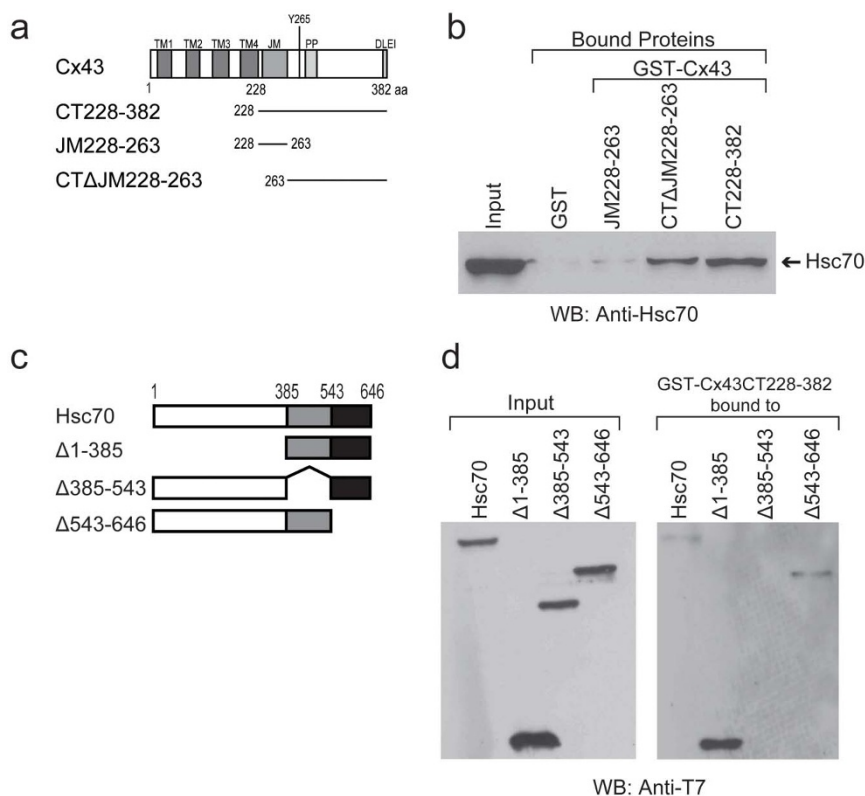 a
Y265
TM1 TM2 TM3 TM4 JM PP DLEI
Cx43
1 228 382 aa
CT228-382 228
JM228-263 228 263
CTΔJM228-263 263
b
Bound Proteins
GST-Cx43
Input
GST
JM228-263
CTΔJM228-263
CT228-382
Hsc70
WB: Anti-Hsc70
c
1 385 543 646
Hsc70
Δ1-385
Δ385-543
Δ543-646
d
Input
Hsc70
Δ1-385
Δ385-543
Δ543-646
GST-Cx43CT228-382
bound to
Hsc70
Δ1-385
Δ385-543
Δ543-646
WB: Anti-T7